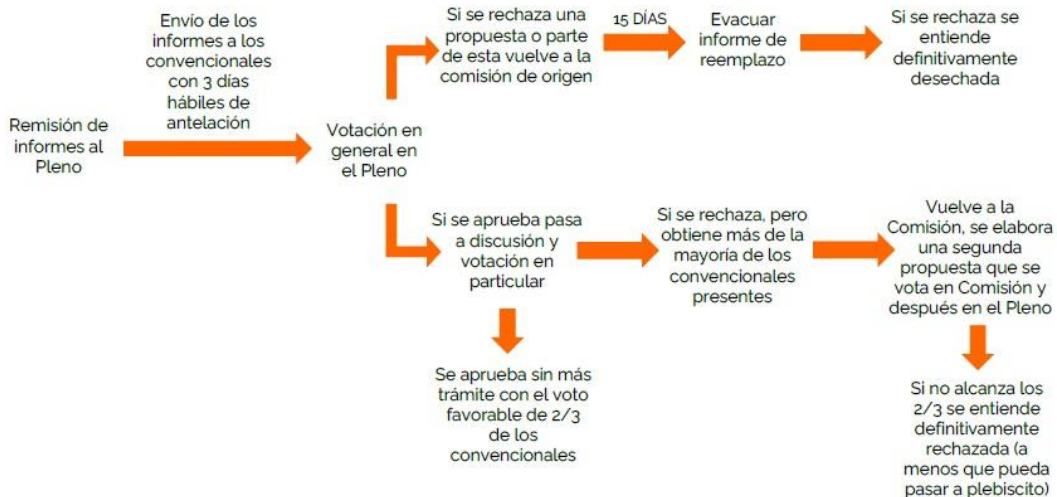 Remisión de
informes al
Pleno
Envío de los
informes a los
convencionales
con 3 días
hábiles de
antelación
Votación en
general en
el Pleno
Si se rechaza una
propuesta o parte
de esta vuelve a la
comisión de origen
15 DÍAS
Evacuar
informe de
reemplazo
Si se rechaza se
entiende
definitivamente
desechada
Si se aprueba pasa
a discusión y
votación en
particular
Si se rechaza, pero
obtiene más de la
mayoría de los
convencionales
presentes
Vuelve a la
Comisión, se elabora
una segunda
propuesta que se
vota en Comisión y
después en el Pleno
Se aprueba sin más
trámite con el voto
favorable de 2/3
de los
convencionales
Si no alcanza los
2/3 se entiende
definitivamente
rechazada (a
menos que pueda
pasar a plebiscito)